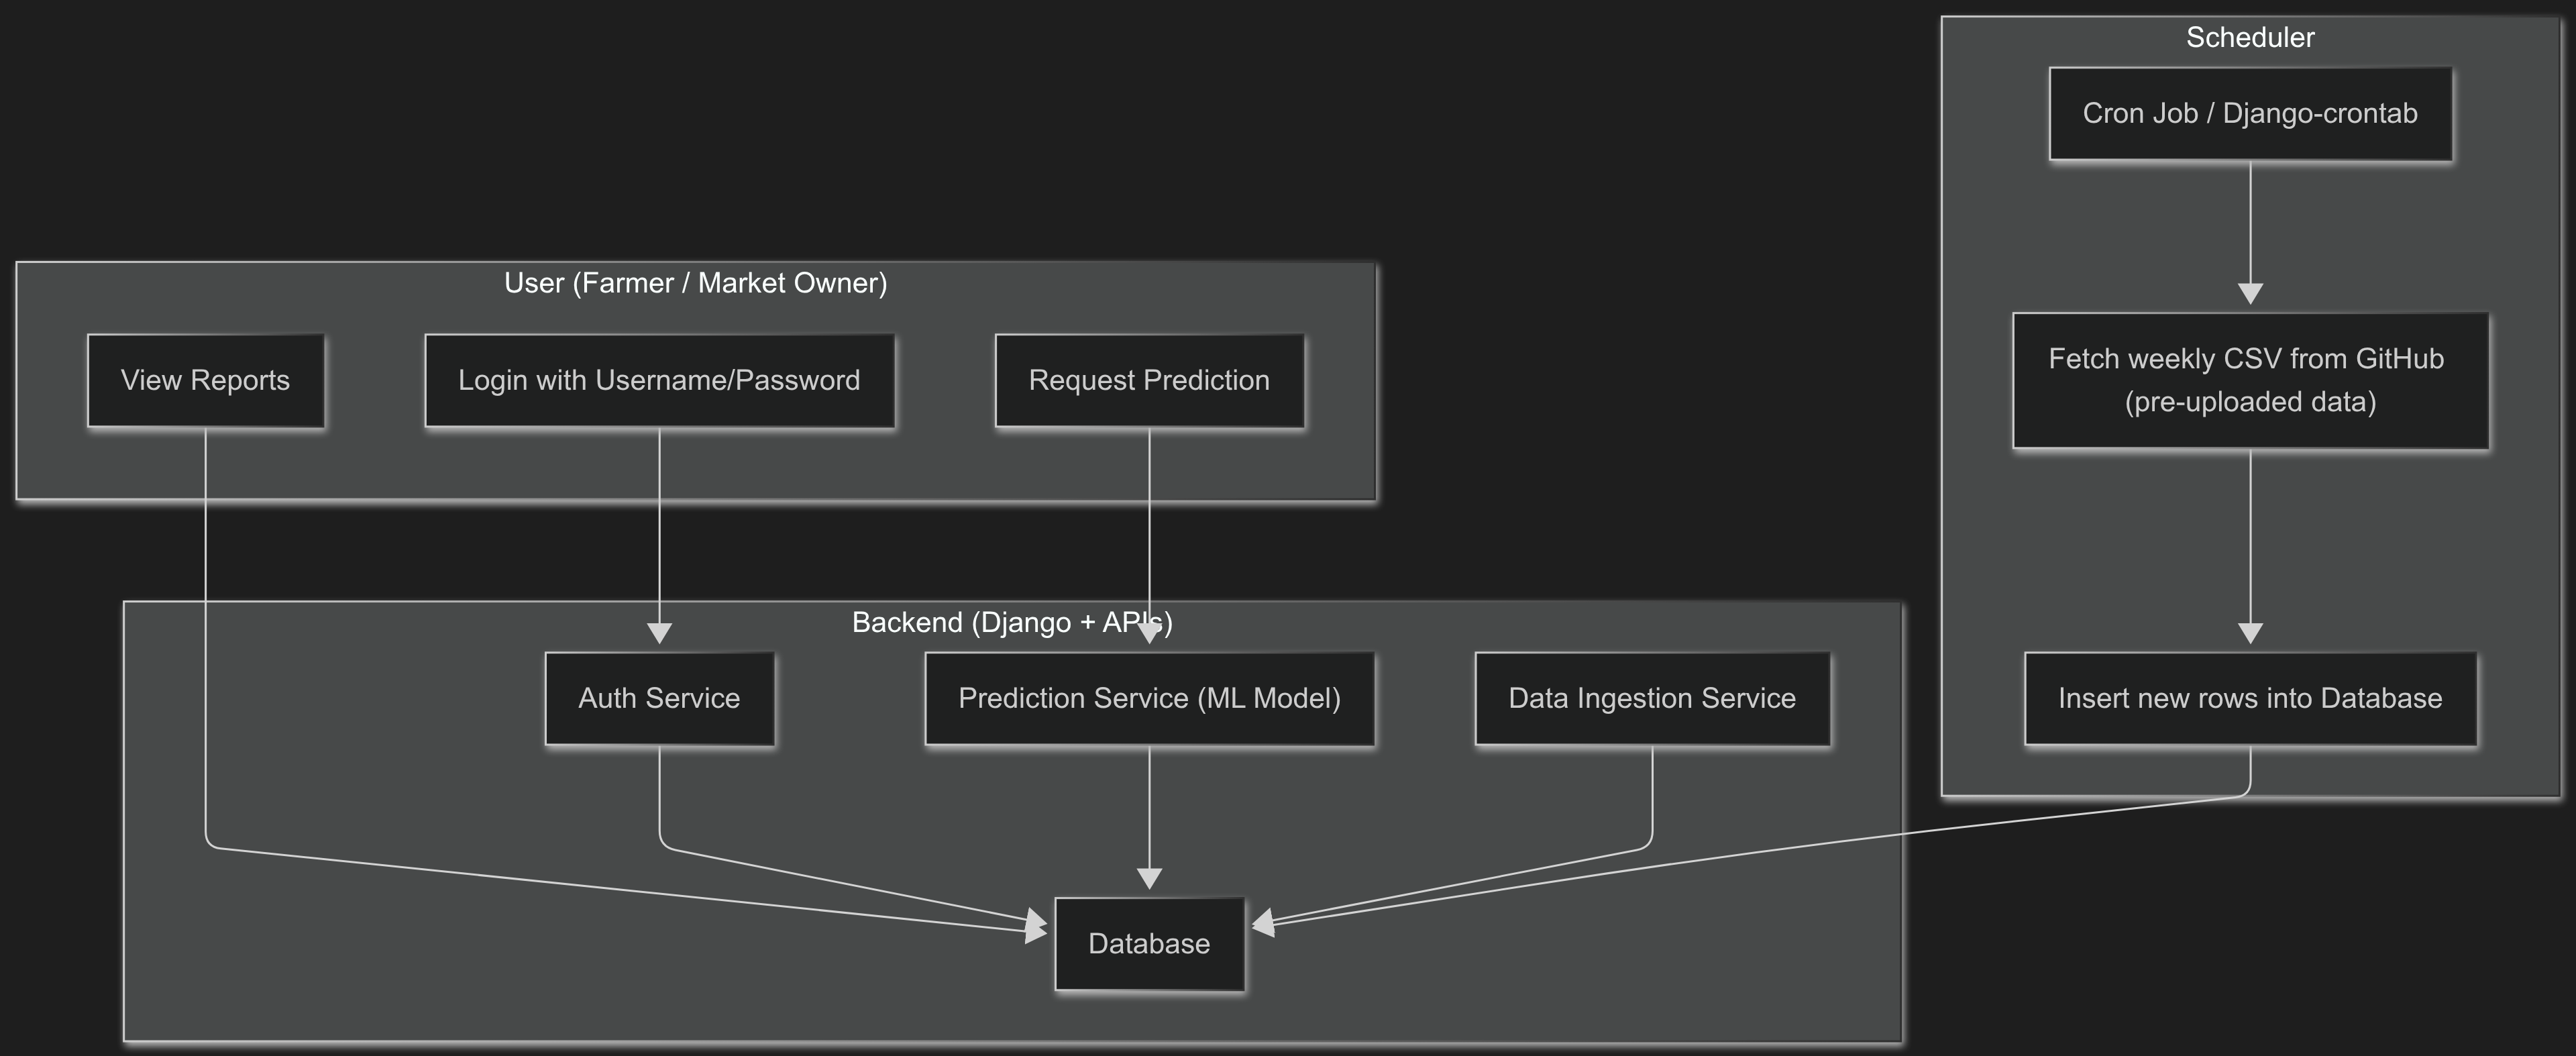 Scheduler
Cron Job / Django-crontab
User (Farmer / Market Owner)
View Reports
Login with Username/Password
Request Prediction
Fetch weekly CSV from GitHub
(pre-uploaded data)
Backend (Django + APIs)
Auth Service
Prediction Service (ML Model)
Data Ingestion Service
Insert new rows into Database
Database